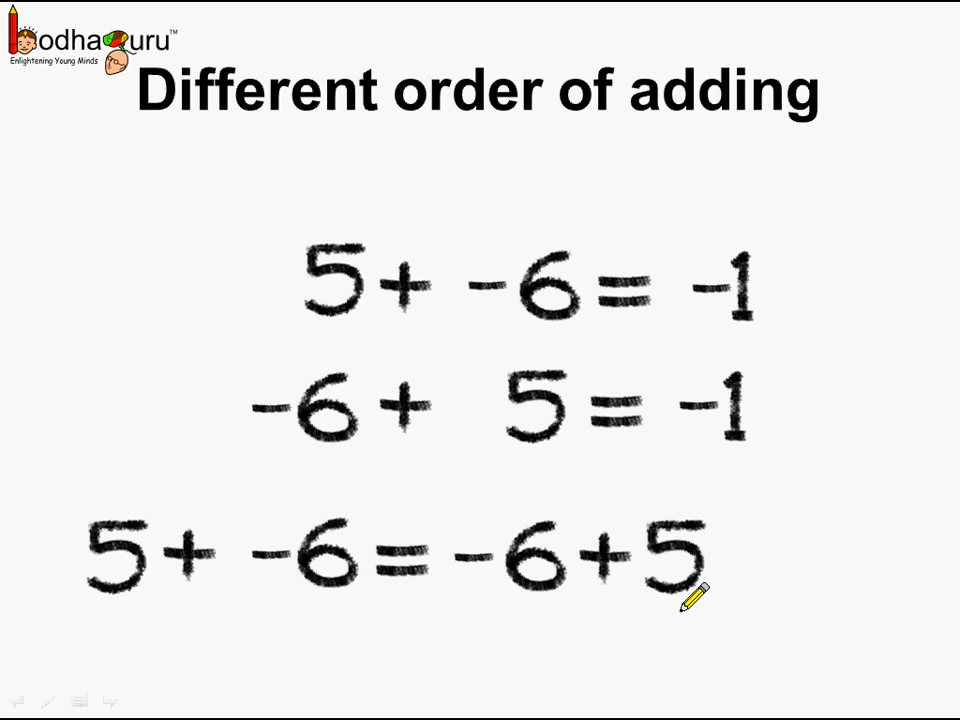 BodhaGuru™
Enlightening Young Minds
Different order of adding
5 + -6 = -1
-6 + 5 = -1
5 + -6 = -6 + 5